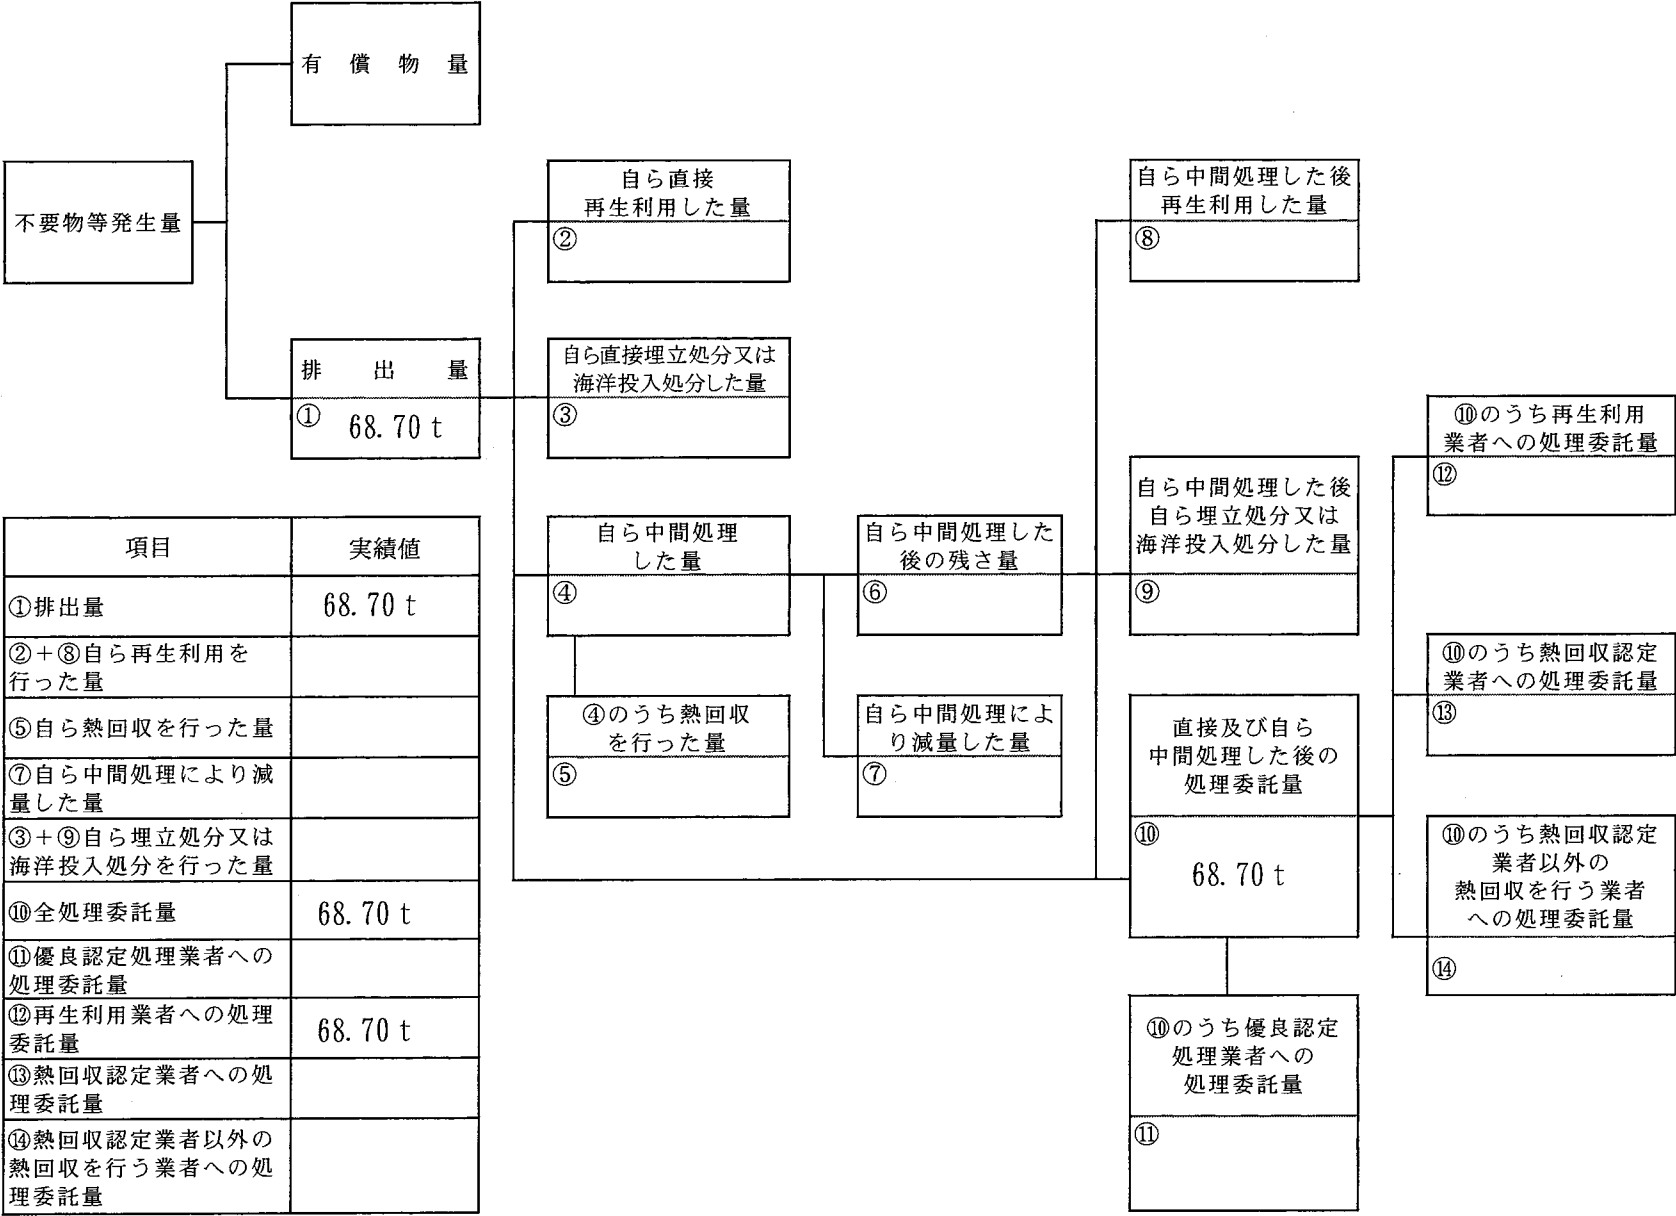 有償物量
不要物等発生量
排出量
① 68.70 t
自ら直接
再生利用した量
②
自ら直接埋立処分又は
海洋投入処分した量
③
自ら中間処理
した量
④
④のうち熱回収
を行った量
⑤
自ら中間処理した
後の残さ量
⑥
自ら中間処理によ
り減量した量
⑦
自ら中間処理した後
再生利用した量
⑧
自ら中間処理した後
自ら埋立処分又は
海洋投入処分した量
⑨
直接及び自ら
中間処理した後の
処理委託量
⑩
68.70 t
⑩のうち優良認定
処理業者への
処理委託量
⑪
⑩のうち再生利用
業者への処理委託量
⑫
⑩のうち熱回収認定
業者への処理委託量
⑬
⑩のうち熱回収認定
業者以外の
熱回収を行う業者
への処理委託量
⑭
項目 実績値
①排出量 68.70 t
②+⑧自ら再生利用を
行った量
⑤自ら熱回収を行った量
⑦自ら中間処理により減
量した量
③+⑨自ら埋立処分又は
海洋投入処分を行った量
⑩全処理委託量 68.70 t
⑪優良認定処理業者への
処理委託量
⑫再生利用業者への処理
委託量 68.70 t
⑬熱回収認定業者への処
理委託量
⑭熱回収認定業者以外の
熱回収を行う業者への処
理委託量